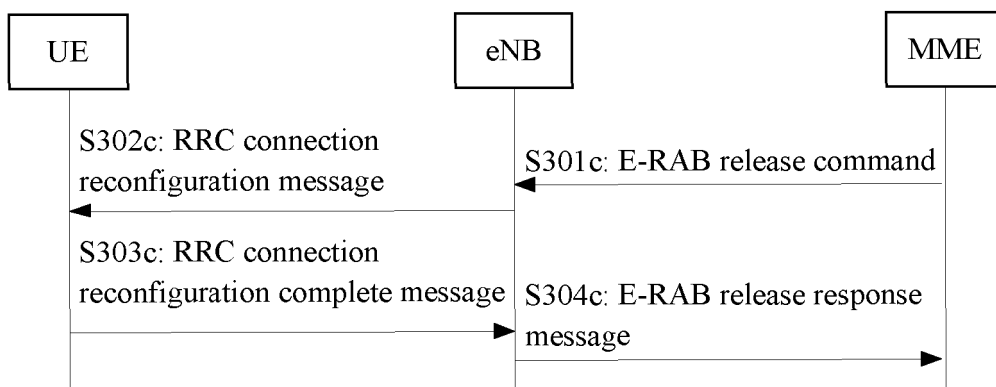 UE
eNB
MME
S302c: RRC connection
reconfiguration message
S301c: E-RAB release command
S303c: RRC connection
reconfiguration complete message
S304c: E-RAB release response
message